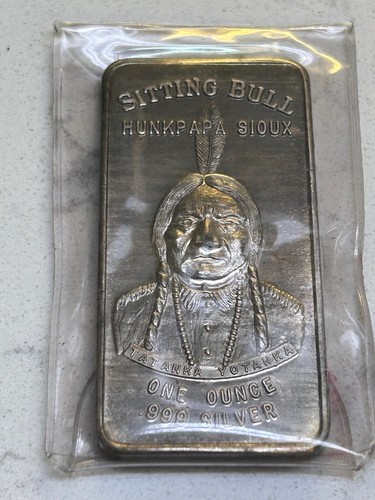 SITTING BULL
HUNKPAPA SIOUX
TATANKA YOTANKA
ONE OUNCE
.999 SILVER